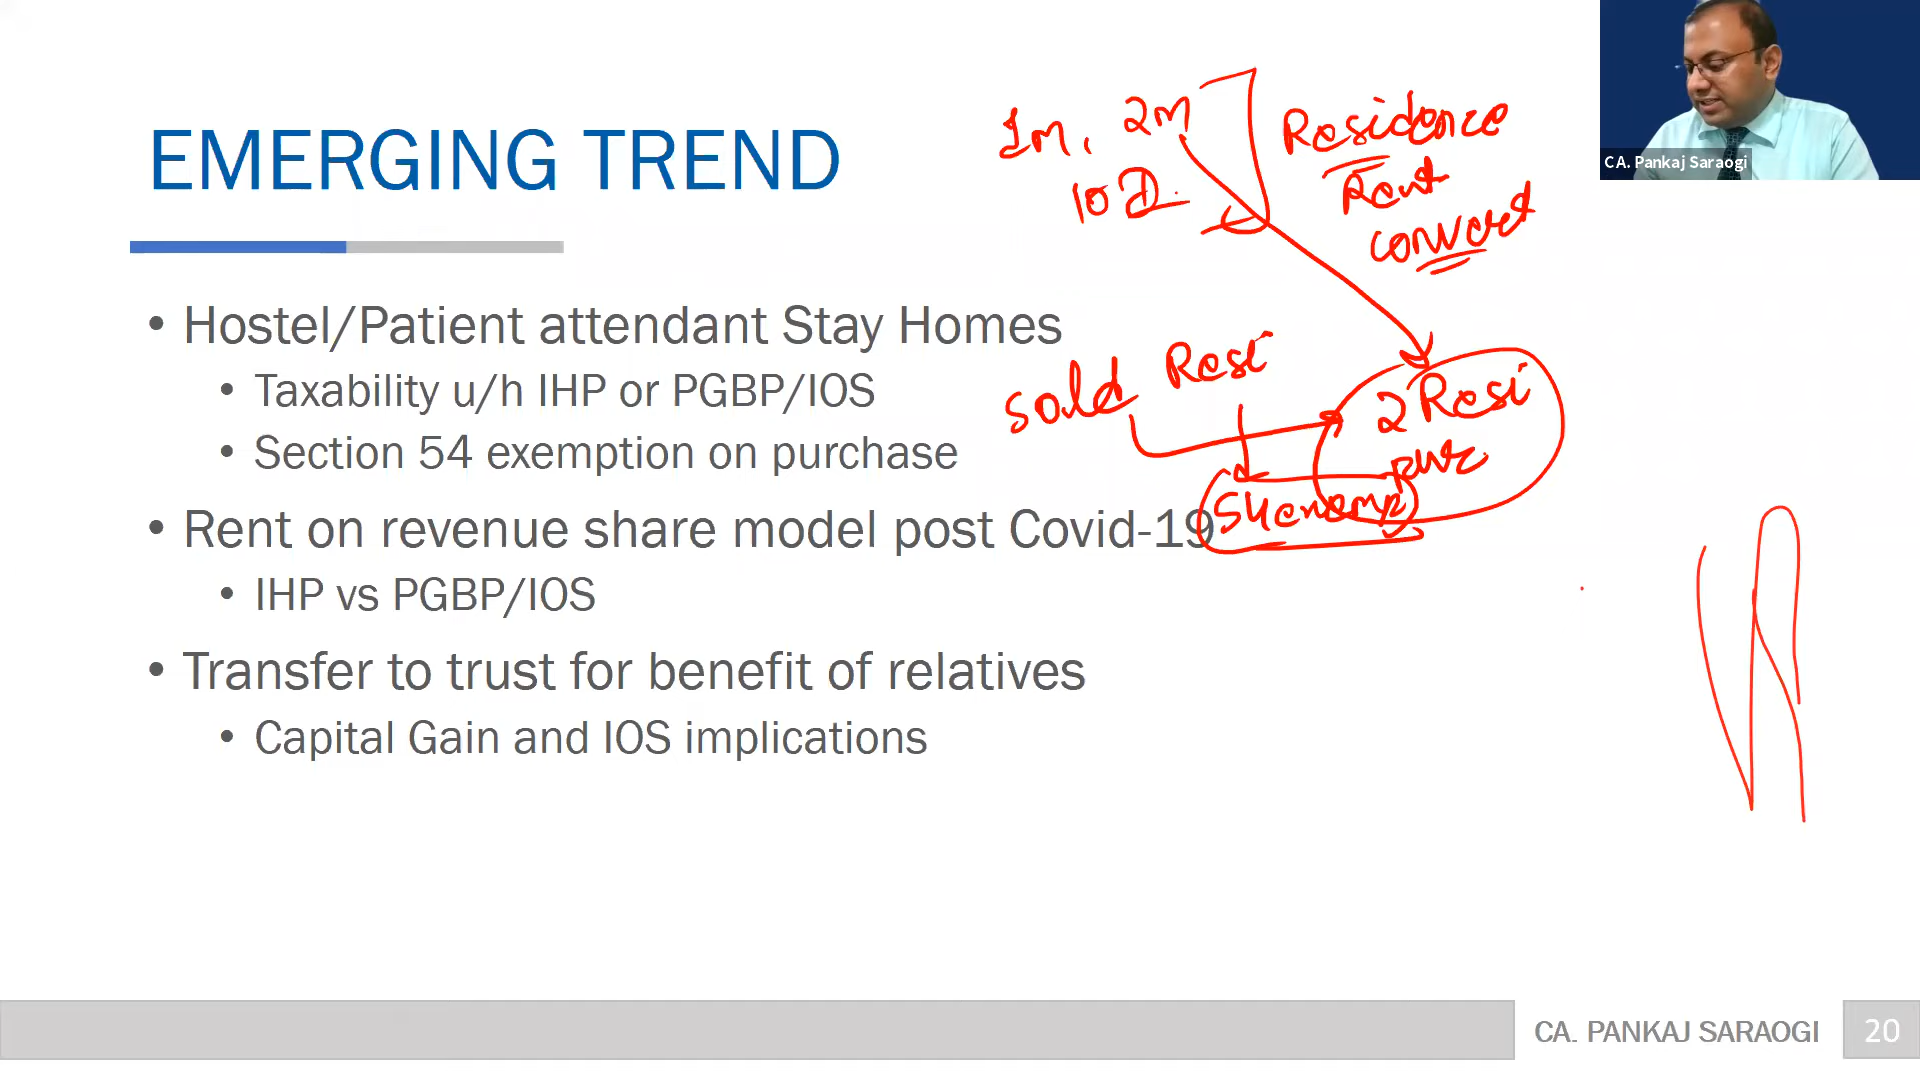 EMERGING TREND
• Hostel/Patient attendant Stay Homes
• Taxability u/h IHP or PGBP/IOS
• Section 54 exemption on purchase
• Rent on revenue share model post Covid-19
• IHP vs PGBP/IOS
• Transfer to trust for benefit of relatives
• Capital Gain and IOS implications
1m, 2m
10D
Residence
Rent
convert
Sold Resi
2 Resi
54 exemp
CA. Pankaj Saraogi
CA. PANKAJ SARAOGI
20